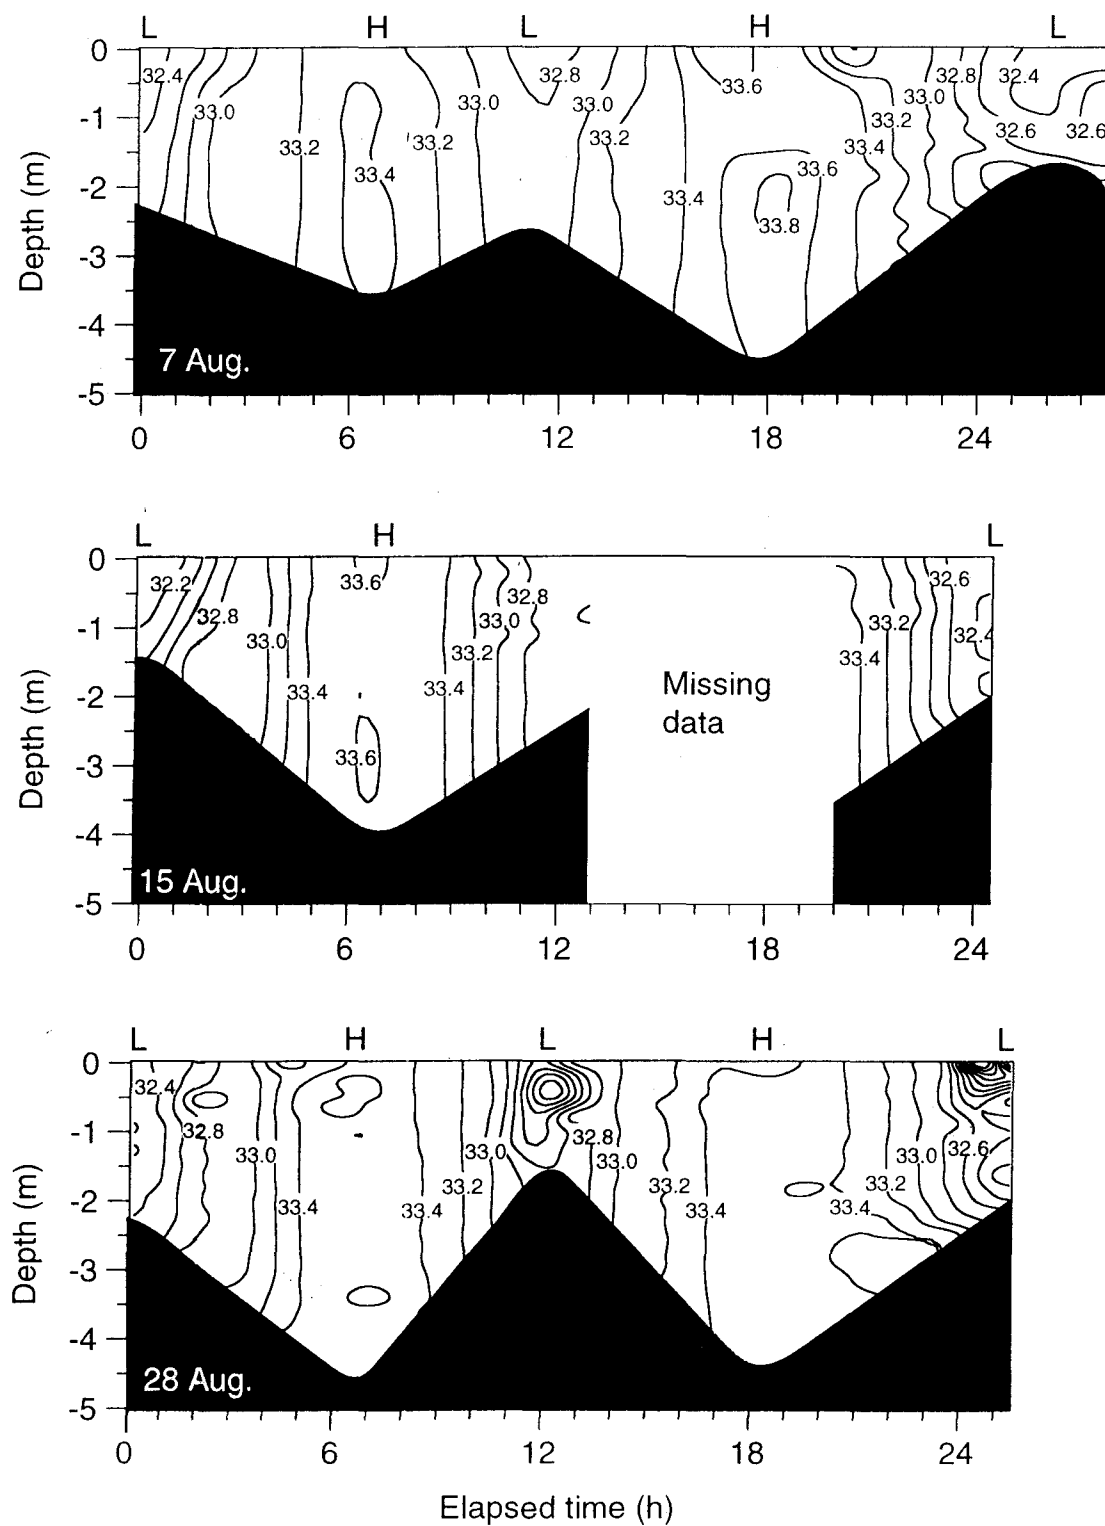 L H L H L
0 32.4 32.8 33.6 32.8 32.4
33.0 33.0 33.0 33.0
-1 33.2 33.2 33.2 33.2 33.4 32.6 32.6
33.4 33.6
-2 33.4 33.8
-3
-4
7 Aug.
-5
0 6 12 18 24
Depth (m)
L H L
0 32.2 33.6 32.6
32.8 32.8
-1 33.0 33.0 33.2 32.4
33.2 33.4
-2 33.4 33.4 Missing
data
-3 33.6
-4
15 Aug.
-5
0 6 12 18 24
Depth (m)
L H L H L
0 32.4
-1 32.8 33.0 33.0 32.8 33.0 33.0 32.6
33.2 33.2 33.2
-2 33.4 33.4 33.4 33.4
-3
-4
28 Aug.
-5
0 6 12 18 24
Depth (m)
Elapsed time (h)